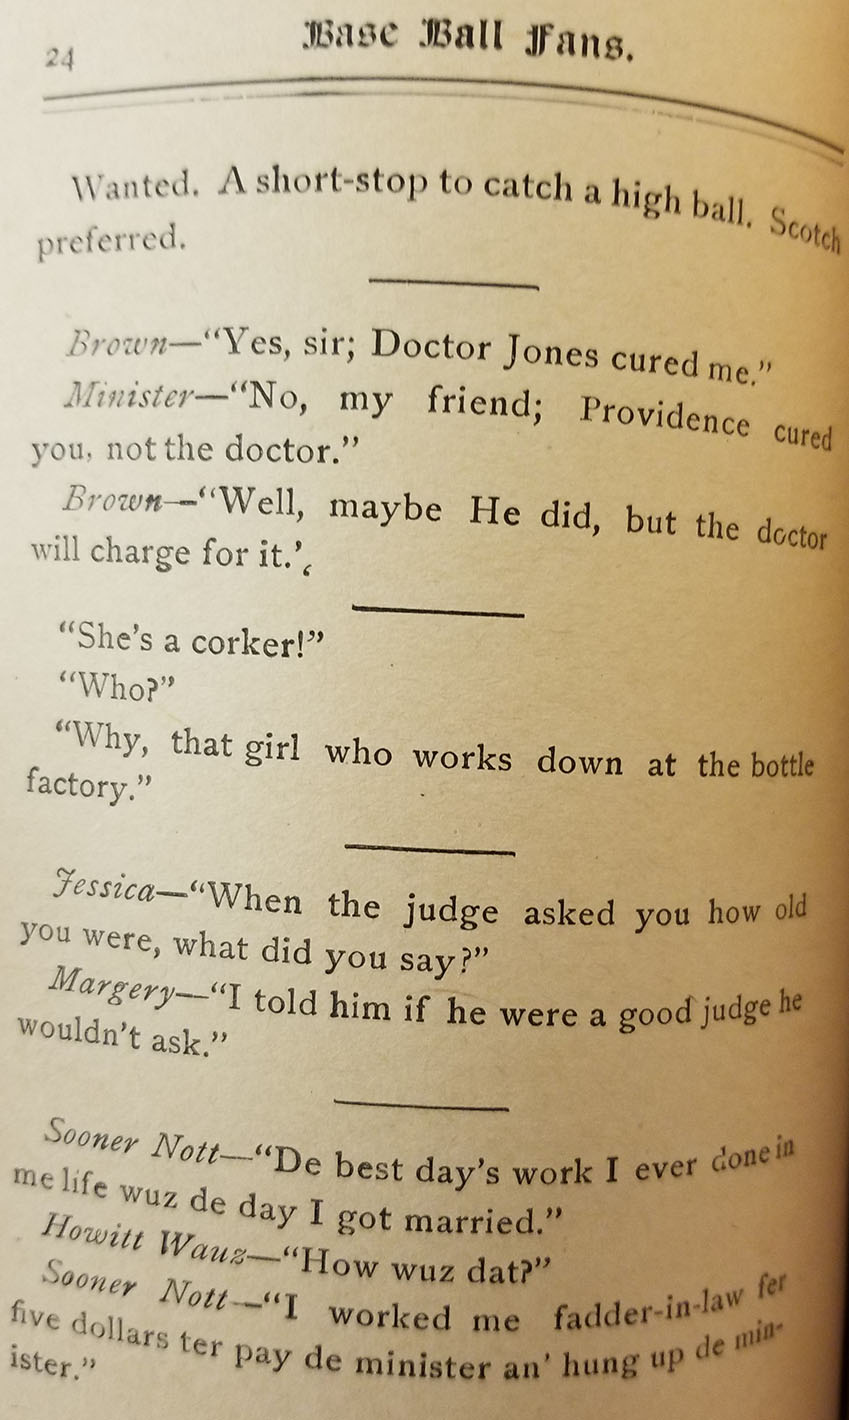 Base Ball Fans.
24
Wanted. A short-stop to catch a high ball. Scotch
preferred.
Brown—“Yes, sir; Doctor Jones cured me.”
Minister—“No, my friend; Providence cured
you, not the doctor.”
Brown—“Well, maybe He did, but the doctor
will charge for it.”
“She's a corker!”
“Who?”
“Why, that girl who works down at the bottle
factory.”
Jessica—“When the judge asked you how old
you were, what did you say?”
Margery—“I told him if he were a good judge he
wouldn't ask.”
Sooner Nott—“De best day's work I ever done in
me life wuz de day I got married.”
Howitt Wauz—“How wuz dat?”
Sooner Nott—“I worked me fadder-in-law fer
five dollars ter pay de minister an' hung up de min-
ister.”